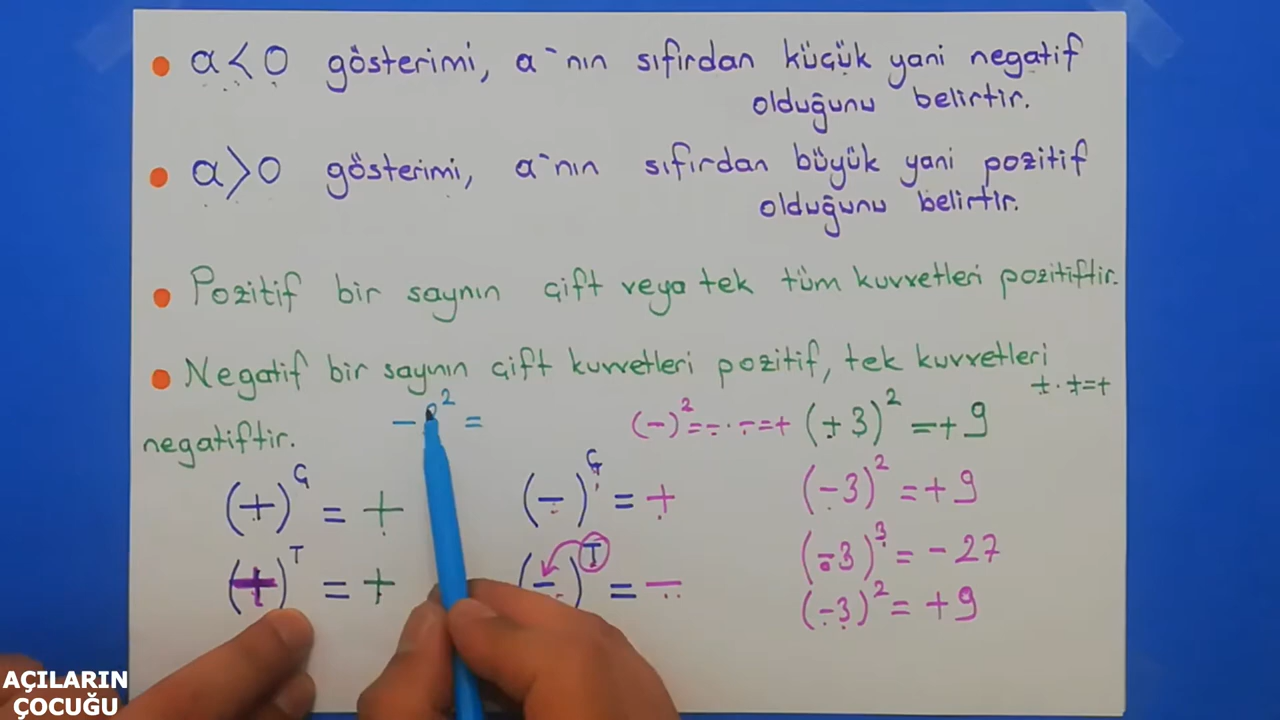 a<0 gösterimi, a`nın sıfırdan küçük yani negatif
olduğunu belirtir.
a>0 gösterimi, a`nın sıfırdan büyük yani pozitif
olduğunu belirtir.
Pozitif bir sayının çift veya tek tüm kuvvetleri pozitiftir.
Negatif bir sayının çift kuvvetleri pozitif, tek kuvvetleri
negatiftir.
+ . + = +
(-)² = - . - = +
(+3)² = +9
(+)^Ç = +
(-)^Ç = +
(-3)² = +9
(+)^T = +
(-)^T = -
(-3)³ = -27
(-3)² = +9
AÇILARIN
ÇOCUĞU